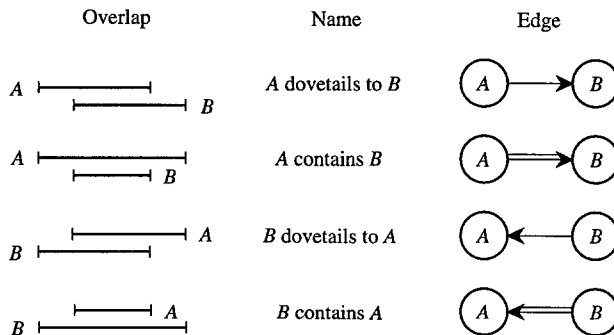 Overlap Name Edge
A A dovetails to B A B
B
A A contains B A B
B
A B dovetails to A A B
B
A B contains A A B
B